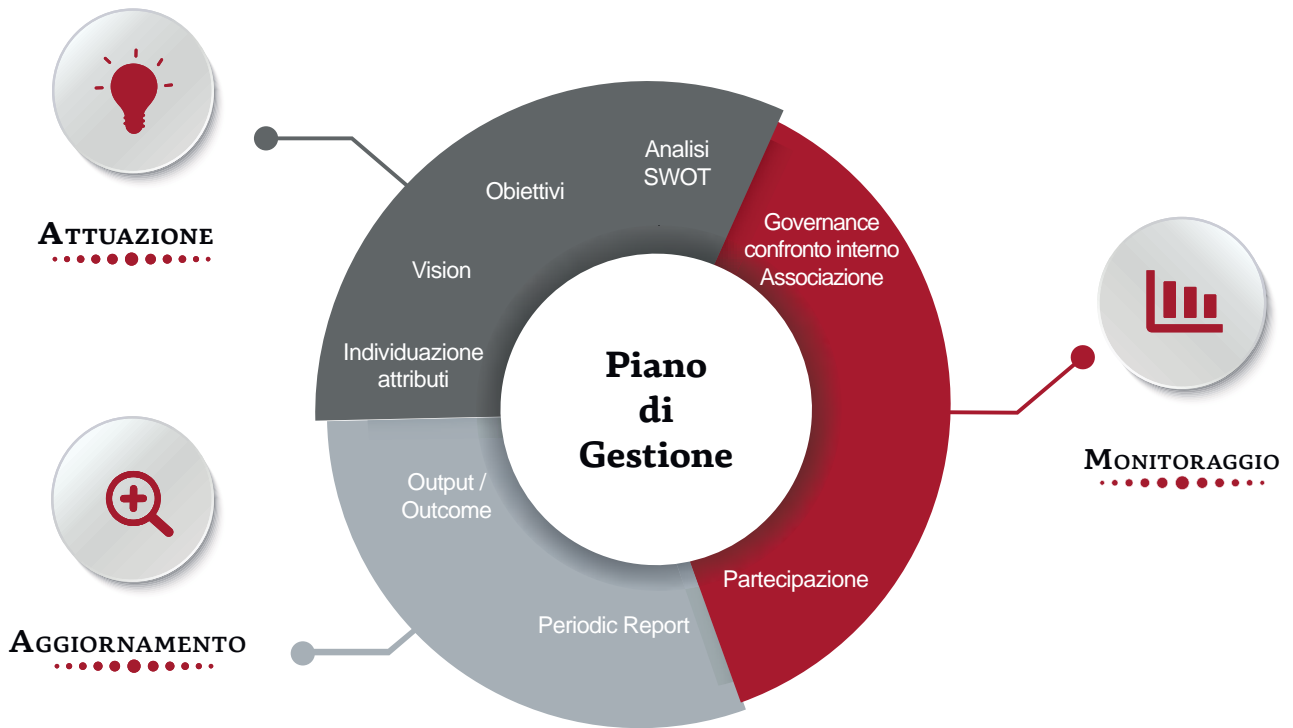 Attuazione
Analisi
SWOT
Obiettivi
Vision
Individuazione
attributi
Governance
confronto interno
Associazione
Piano
di
Gestione
Monitoraggio
Output /
Outcome
Partecipazione
Periodic Report
Aggiornamento